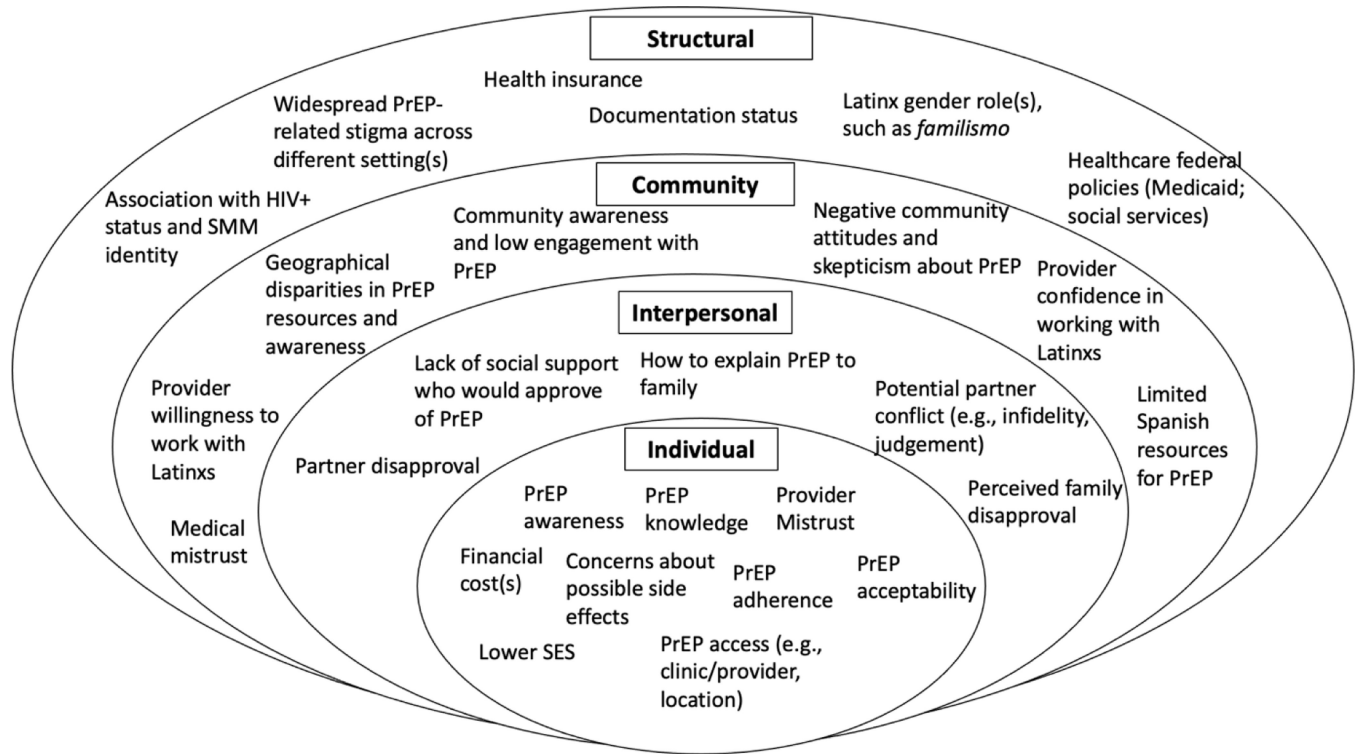 Structural
Health insurance
Widespread PrEP-
related stigma across
different setting(s)
Documentation status
Latinx gender role(s),
such as familismo
Healthcare federal
policies (Medicaid;
social services)
Association with HIV+
status and SMM
identity
Community
Community awareness
and low engagement with
PrEP
Negative community
attitudes and
skepticism about PrEP
Geographical
disparities in PrEP
resources and
awareness
Provider
confidence in
working with
Latinxs
Provider
willingness to
work with
Latinxs
Limited
Spanish
resources
for PrEP
Medical
mistrust
Interpersonal
Lack of social support
who would approve
of PrEP
How to explain PrEP to
family
Potential partner
conflict (e.g., infidelity,
judgement)
Partner disapproval
Perceived family
disapproval
Individual
PrEP
awareness
PrEP
knowledge
Provider
Mistrust
Financial
cost(s)
Concerns about
possible side
effects
PrEP
adherence
PrEP
acceptability
Lower SES
PrEP access (e.g.,
clinic/provider,
location)